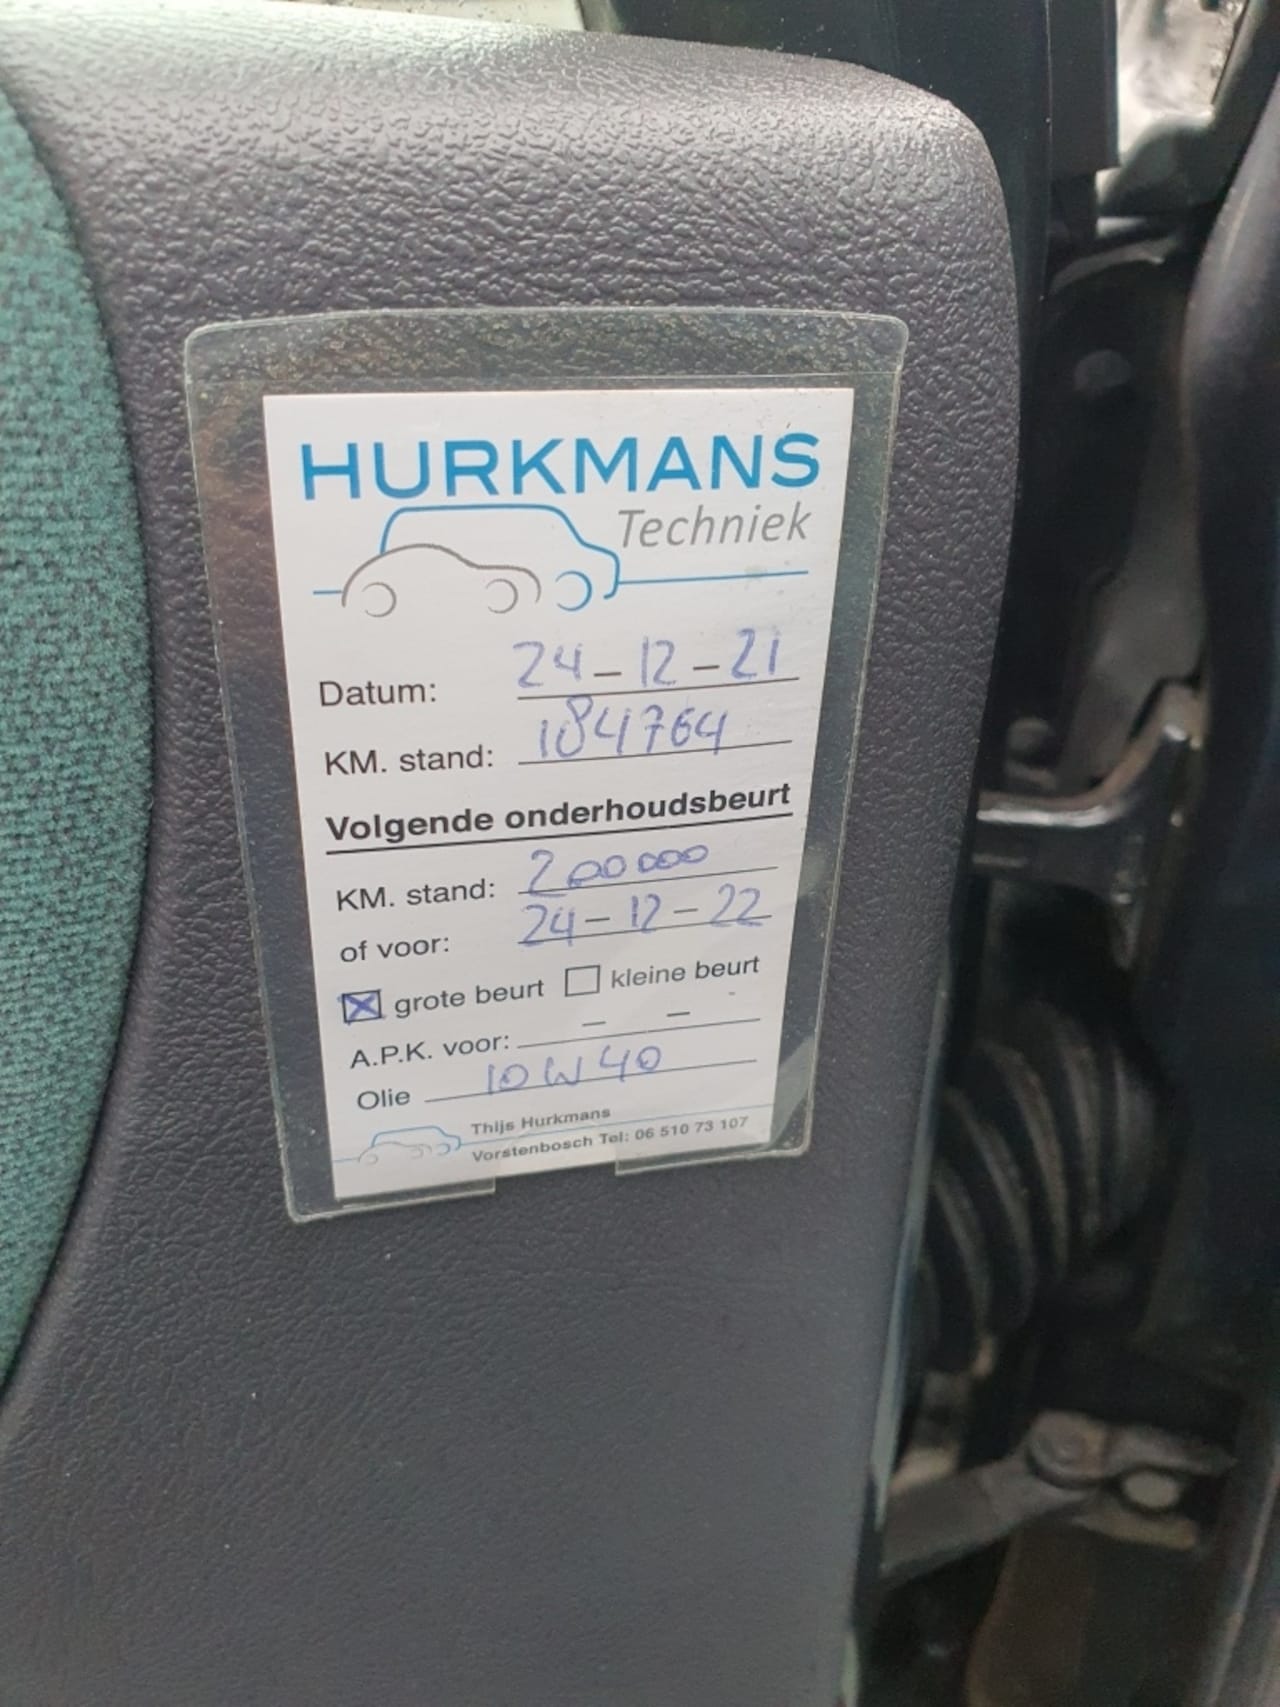 HURKMANS
Techniek
Datum: 24-12-21
KM. stand: 184764
Volgende onderhoudsbeurt
KM. stand: 200000
of voor: 24-12-22
☒ grote beurt ☐ kleine beurt
A.P.K. voor: - -
Olie 10W40
Thijs Hurkmans
Vorstenbosch Tel: 06 510 73 107